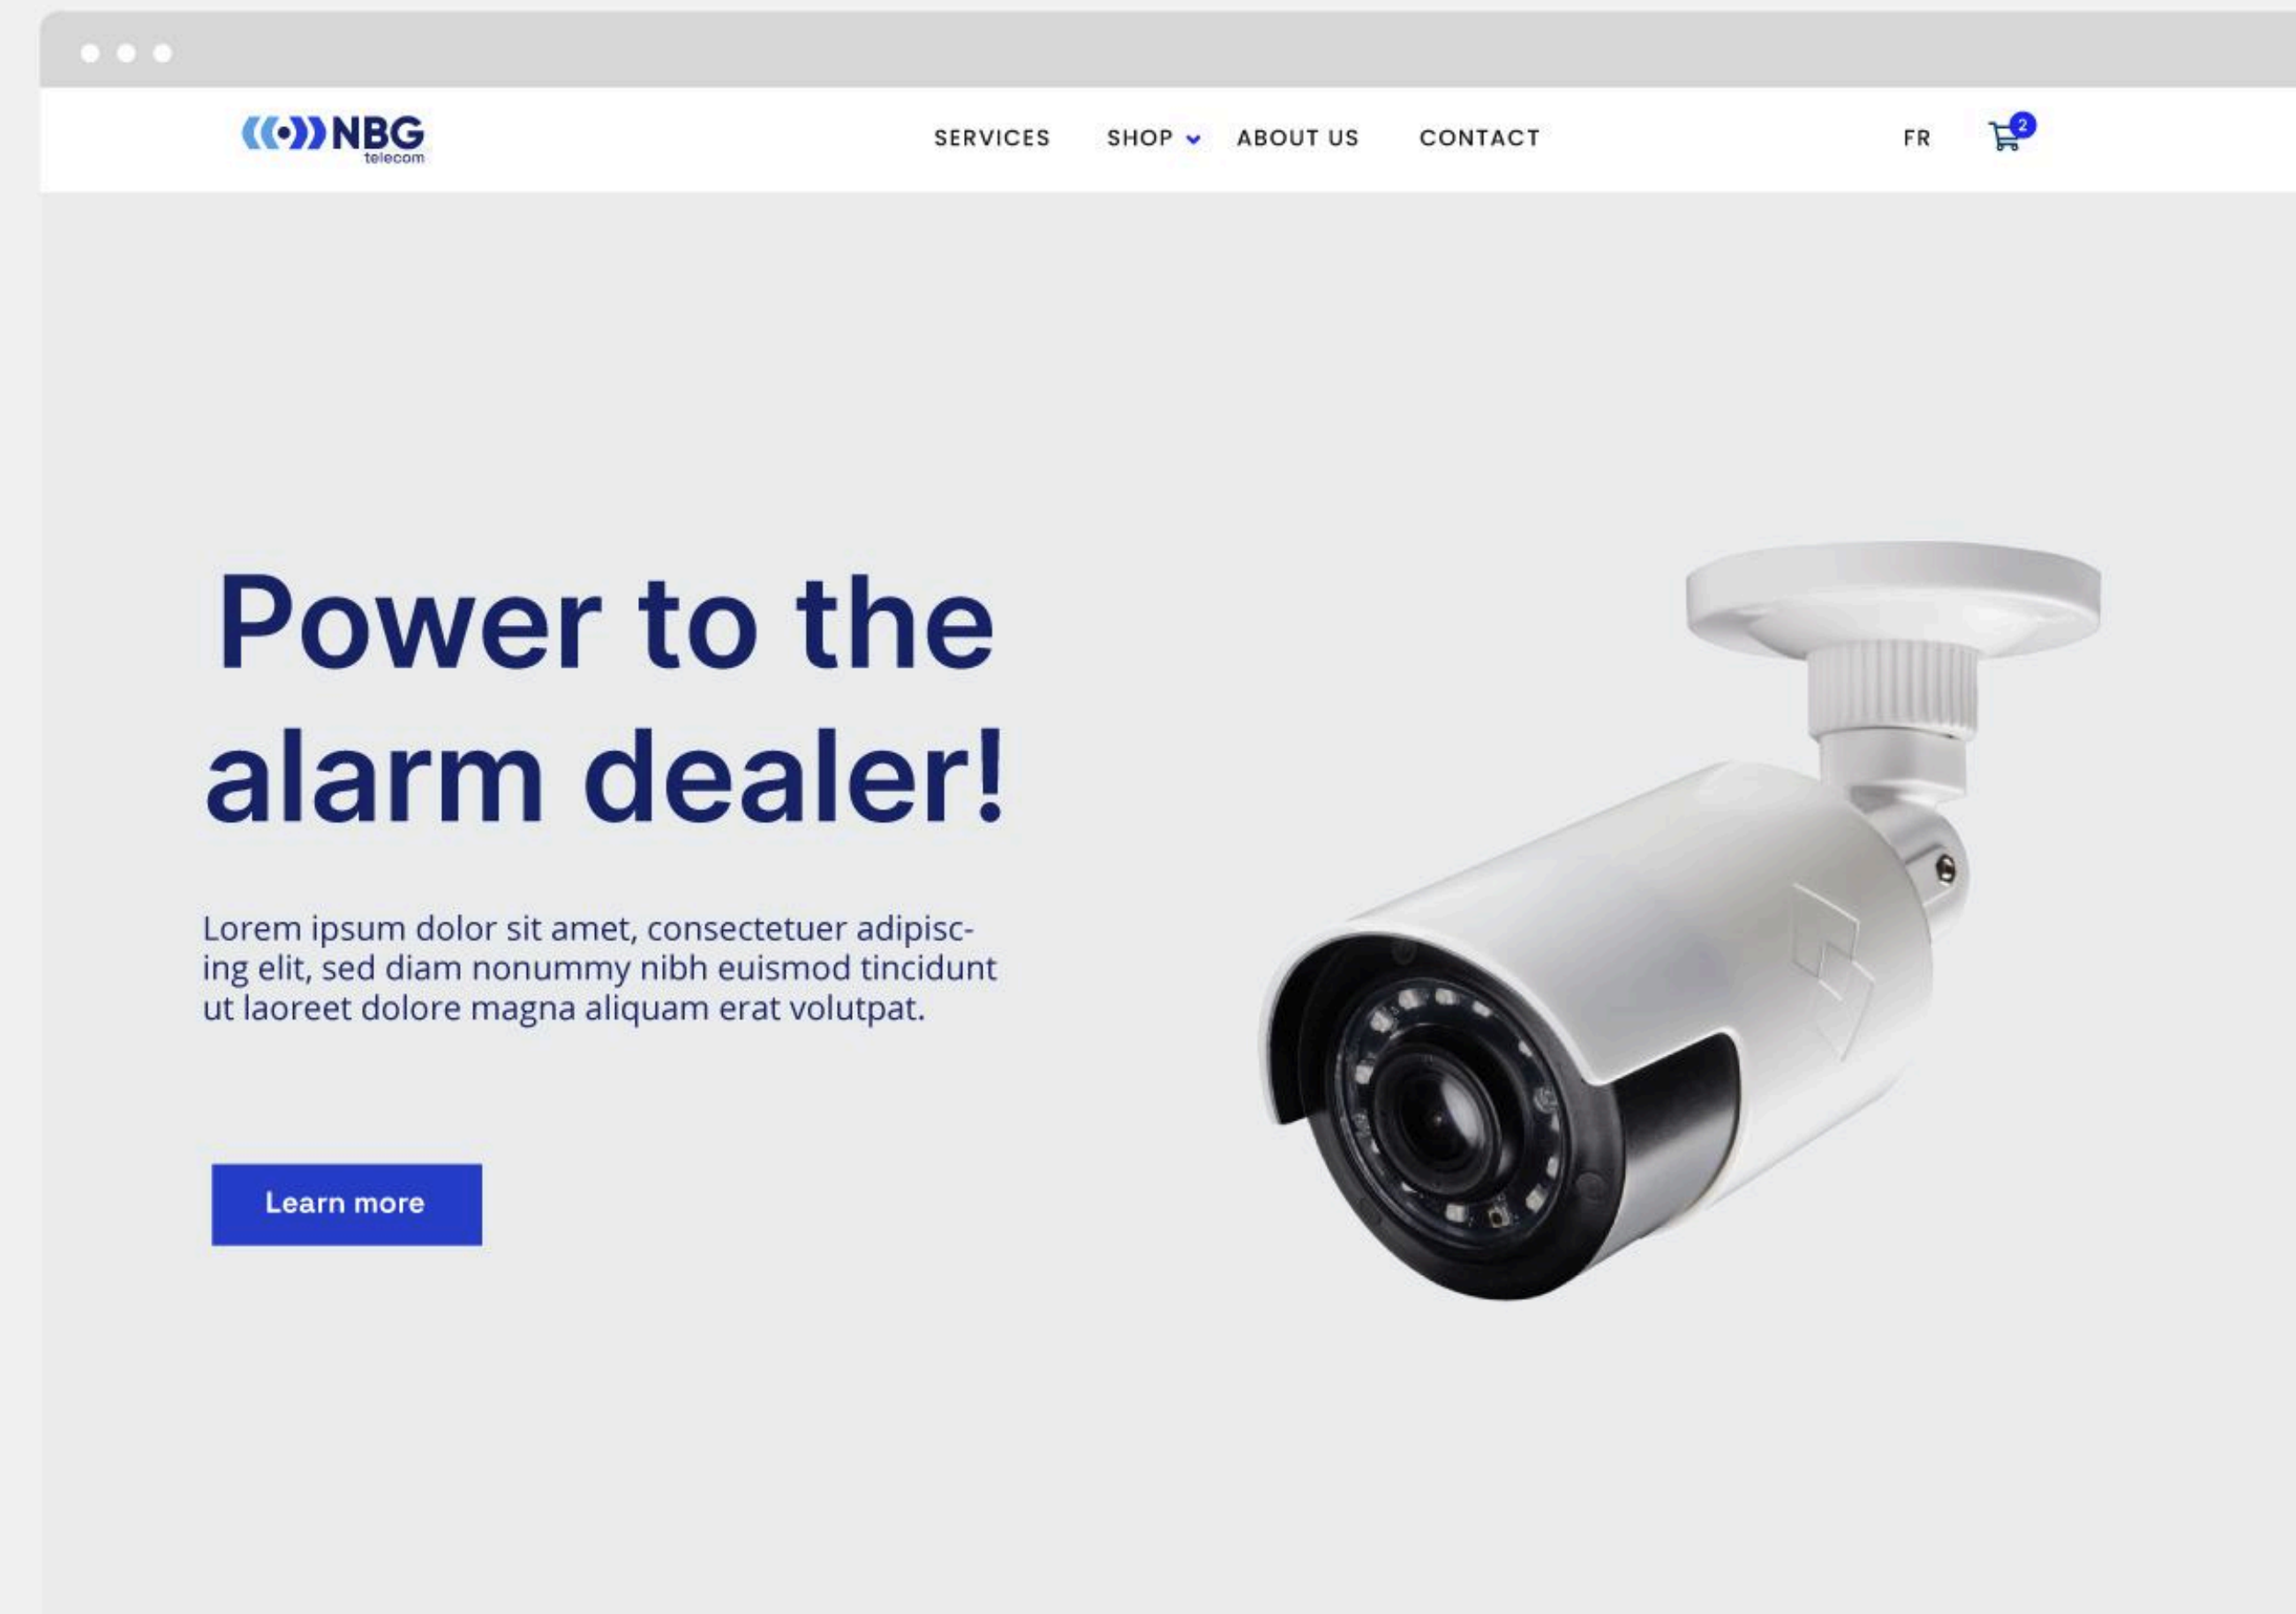 NBG
telecom
SERVICES SHOP ABOUT US CONTACT FR 2
Power to the
alarm dealer!
Lorem ipsum dolor sit amet, consectetuer adipisc-
ing elit, sed diam nonummy nibh euismod tincidunt
ut laoreet dolore magna aliquam erat volutpat.
Learn more